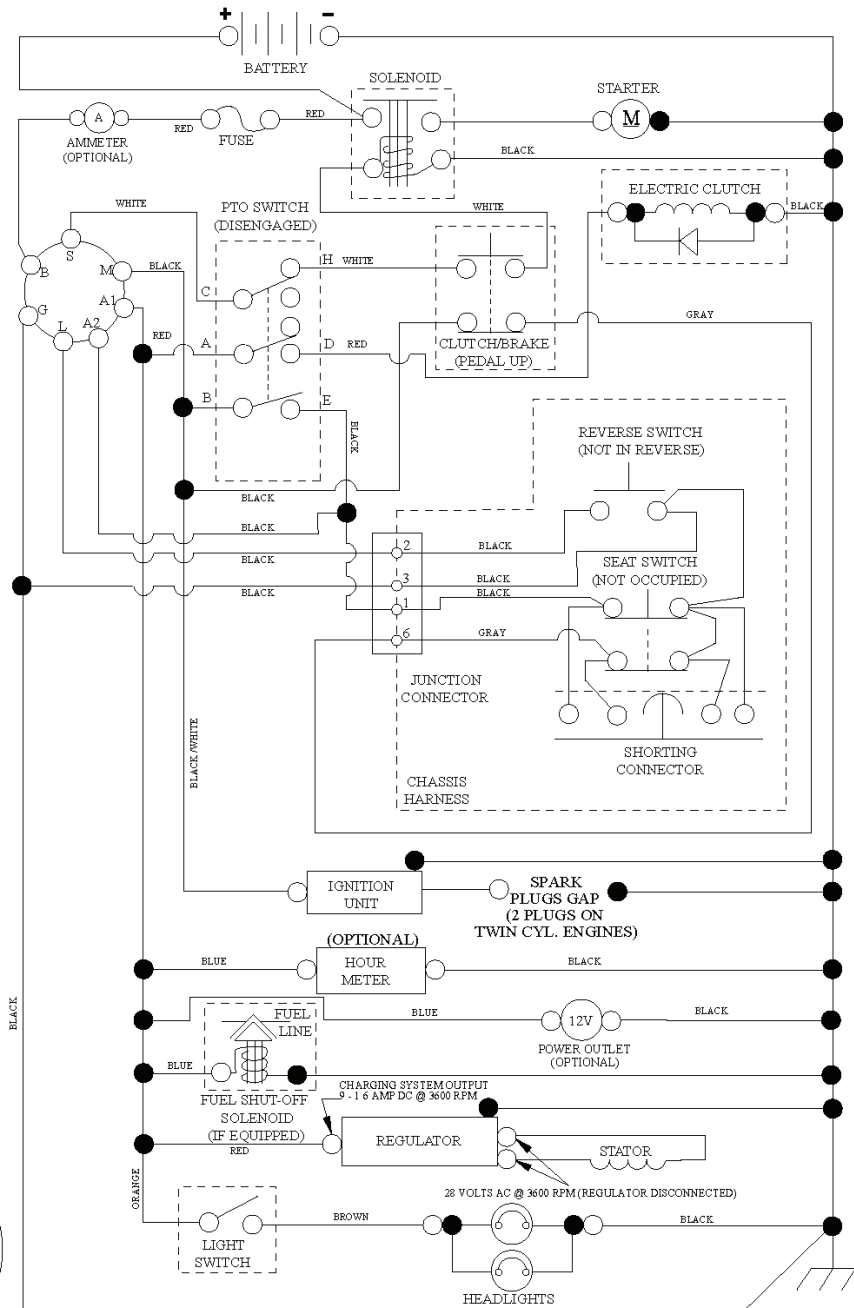 +
-
BATTERY
SOLENOID
STARTER
A
RED
RED
M
AMMETER
(OPTIONAL)
FUSE
BLACK
ELECTRIC CLUTCH
WHITE
PTO SWITCH
(DISENGAGED)
WHITE
BLACK
S
H
WHITE
B
M
BLACK
C
G
A1
L
A2
RED
A
D
RED
GRAY
CLUTCH/BRAKE
(PEDAL UP)
B
E
BLACK
REVERSE SWITCH
(NOT IN REVERSE)
BLACK
BLACK
2
BLACK
BLACK
SEAT SWITCH
(NOT OCCUPIED)
3
BLACK
BLACK
1
BLACK
6
GRAY
JUNCTION
CONNECTOR
SHORTING
CONNECTOR
BLACK/WHITE
CHASSIS
HARNESS
IGNITION
UNIT
SPARK
PLUGS GAP
(2 PLUGS ON
TWIN CYL. ENGINES)
(OPTIONAL)
BLUE
HOUR
METER
BLACK
BLACK
FUEL
LINE
BLUE
12V
BLACK
POWER OUTLET
(OPTIONAL)
BLUE
CHARGING SYSTEM OUTPUT
9 - 1 6 AMP DC @ 3600 RPM
FUEL SHUT-OFF
SOLENOID
(IF EQUIPPED)
RED
REGULATOR
STATOR
28 VOLTS AC @ 3600 RPM (REGULATOR DISCONNECTED)
ORANGE
BROWN
BLACK
LIGHT
SWITCH
HEADLIGHTS